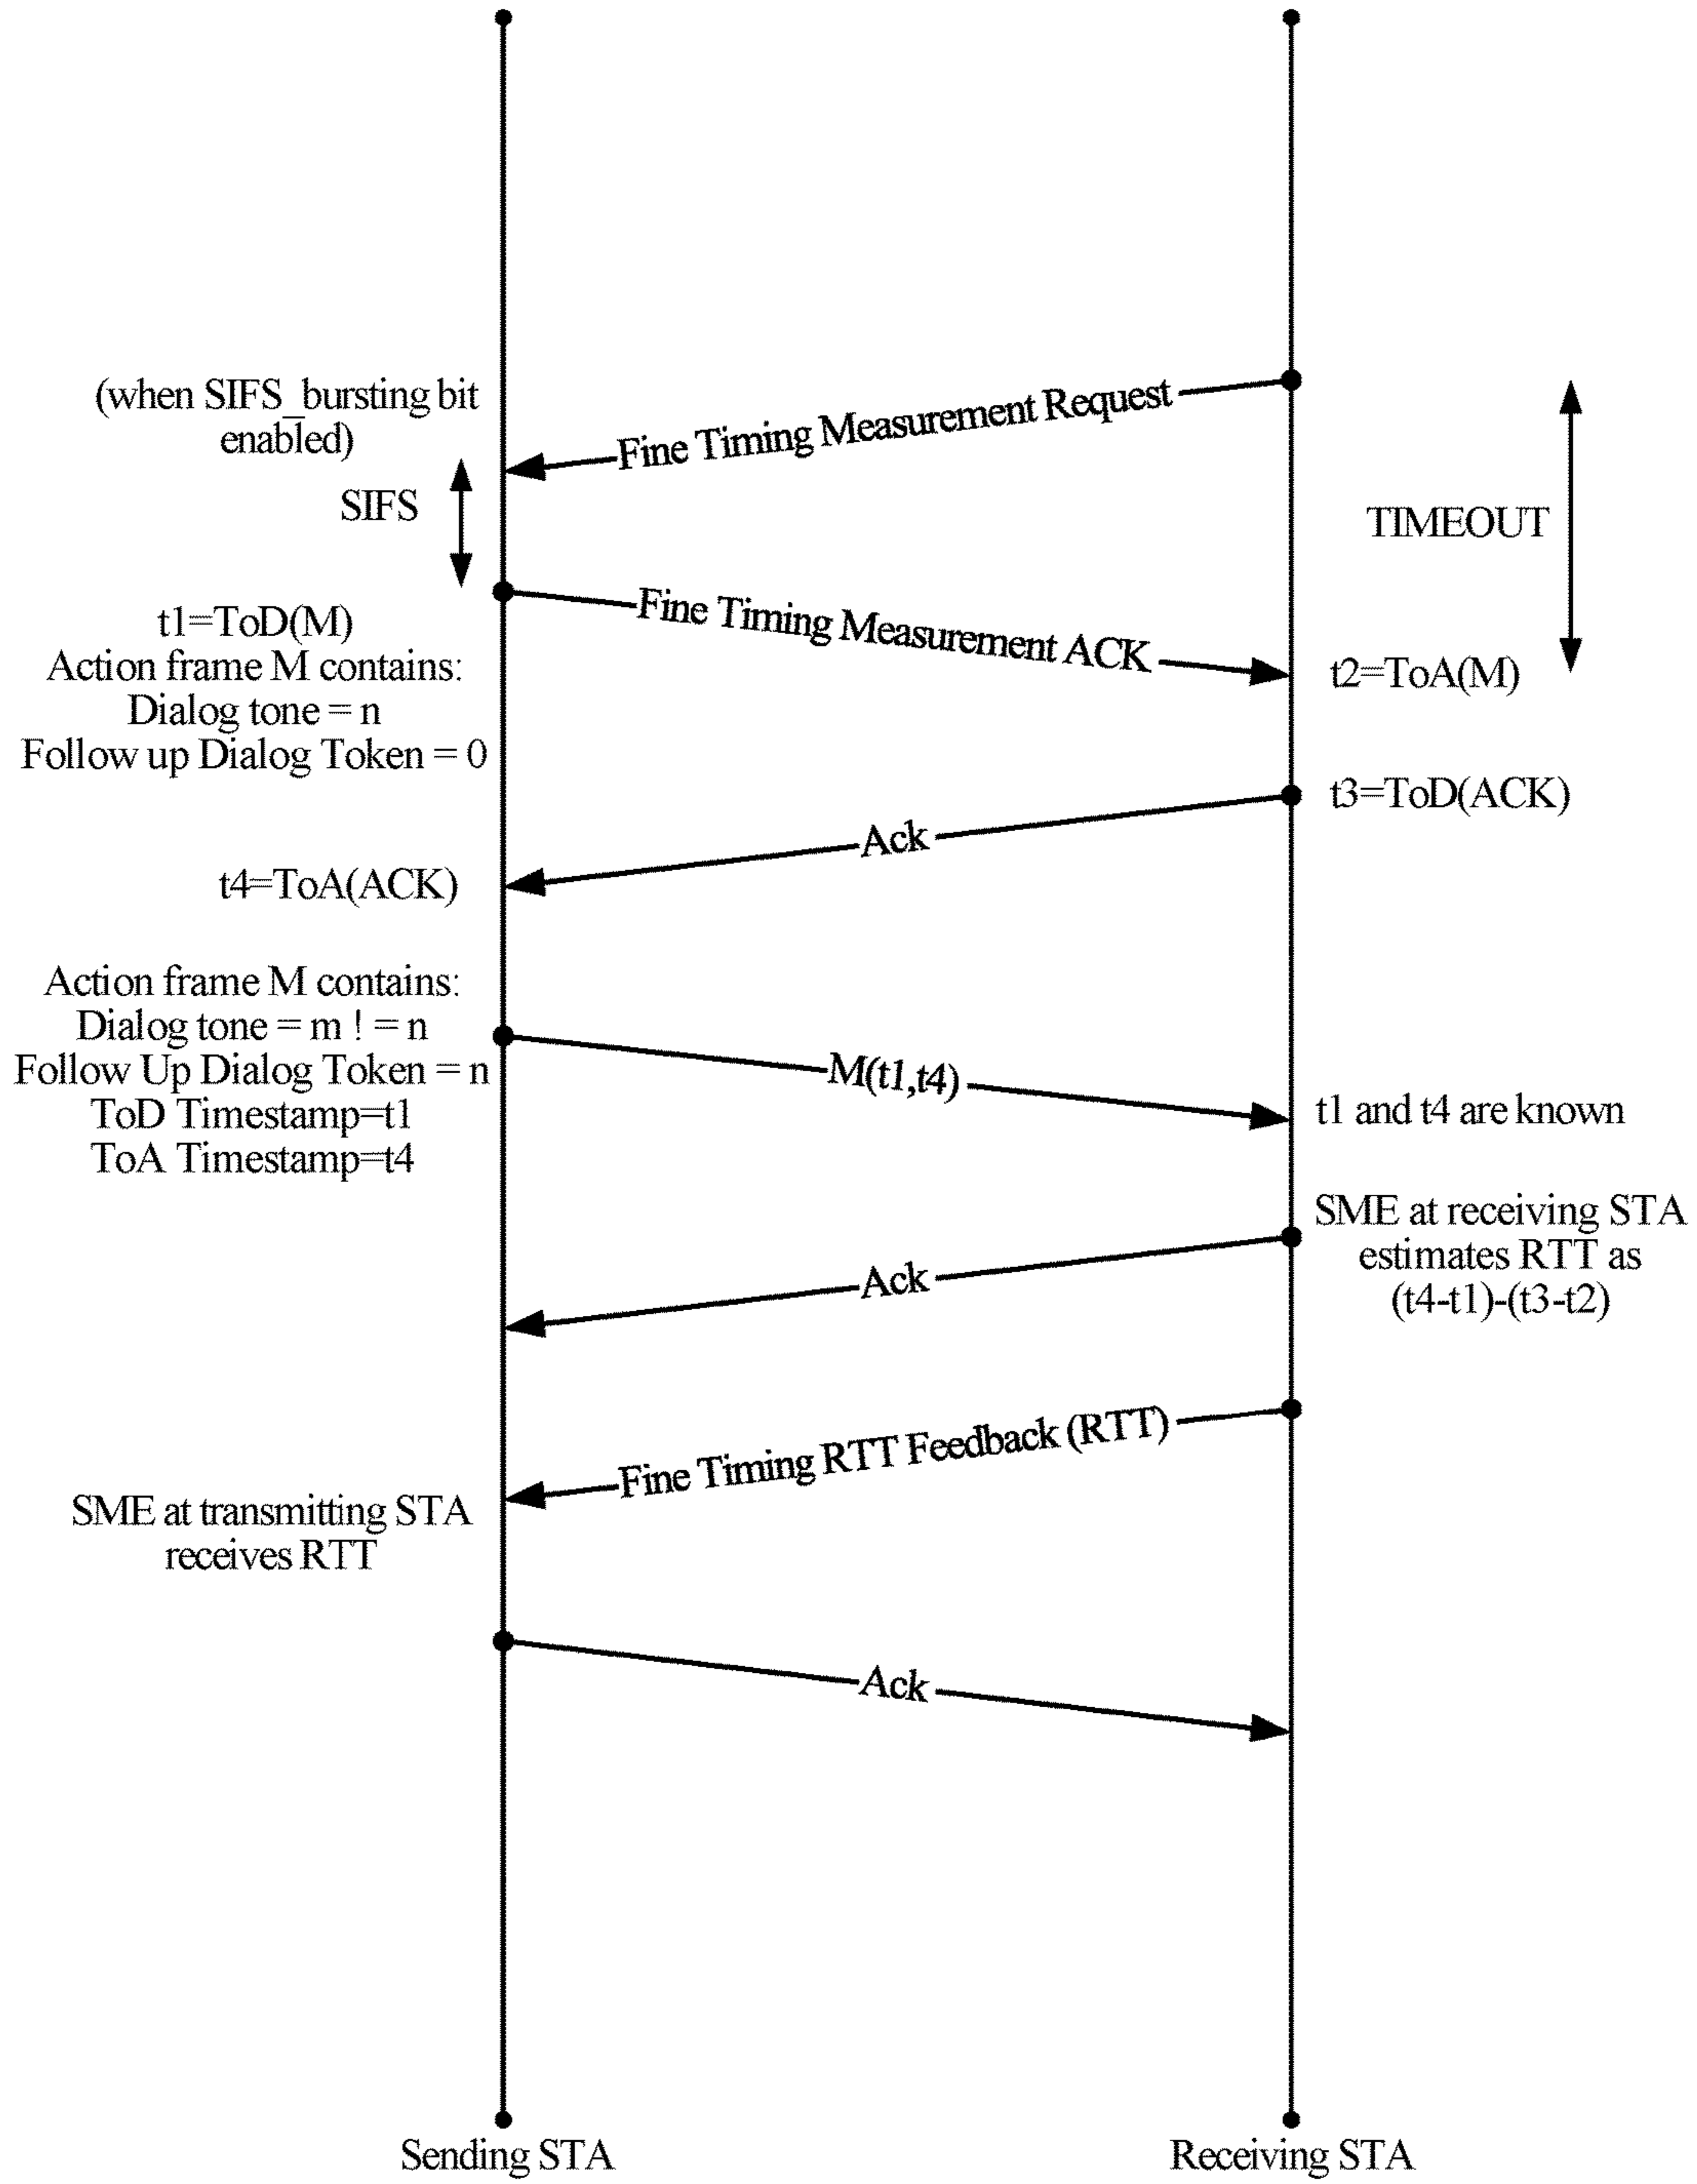 (when SIFS_bursting bit
enabled)
Fine Timing Measurement Request
SIFS
TIMEOUT
Fine Timing Measurement ACK
t1=ToD(M)
Action frame M contains:
Dialog tone = n
Follow up Dialog Token = 0
t2=ToA(M)
t3=ToD(ACK)
Ack
t4=ToA(ACK)
Action frame M contains:
Dialog tone = m ! = n
Follow Up Dialog Token = n
ToD Timestamp=t1
ToA Timestamp=t4
M(t1,t4)
t1 and t4 are known
SME at receiving STA
estimates RTT as
(t4-t1)-(t3-t2)
Ack
Fine Timing RTT Feedback (RTT)
SME at transmitting STA
receives RTT
Ack
Sending STA
Receiving STA